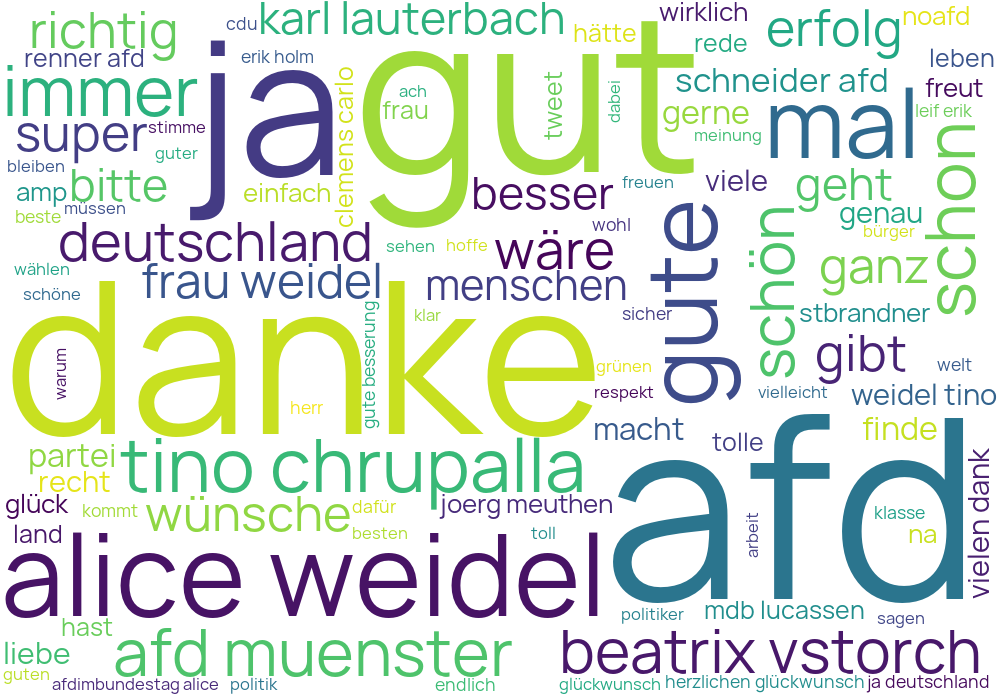 cdu
karl lauterbach
wirklich
erfolg
noafd
richtig
hätte
rede
renner afd
erik holm
leben
immer
ja
gut
schneider afd
freut
ach
frau
tweet
dabei
clemens carlo
gerne
mal
leif erik
super
stimme
meinung
guter
schon
bleiben
amp
bitte
einfach
besser
freuen
viele
geht
beste
müssen
genau
deutschland
sehen
hoffe
wäre
wohl
gute
schön
bürger
wählen
frau weidel
menschen
ganz
schöne
danke
gute besserung
klar
sicher
stbrandner
warum
herr
grünen
gibt
welt
respekt
vielleicht
weidel tino
macht
tolle
finde
partei
tino chrupalla
afd
vielen dank
recht
glück
kommt
wünsche
dafür
joerg meuthen
land
besten
toll
arbeit
klasse
na
alice weidel
politiker
mdb lucassen
sagen
hast
liebe
afd muenster
beatrix vstorch
guten
afdimbundestag alice
politik
endlich
glückwunsch
herzlichen glückwunsch
ja deutschland